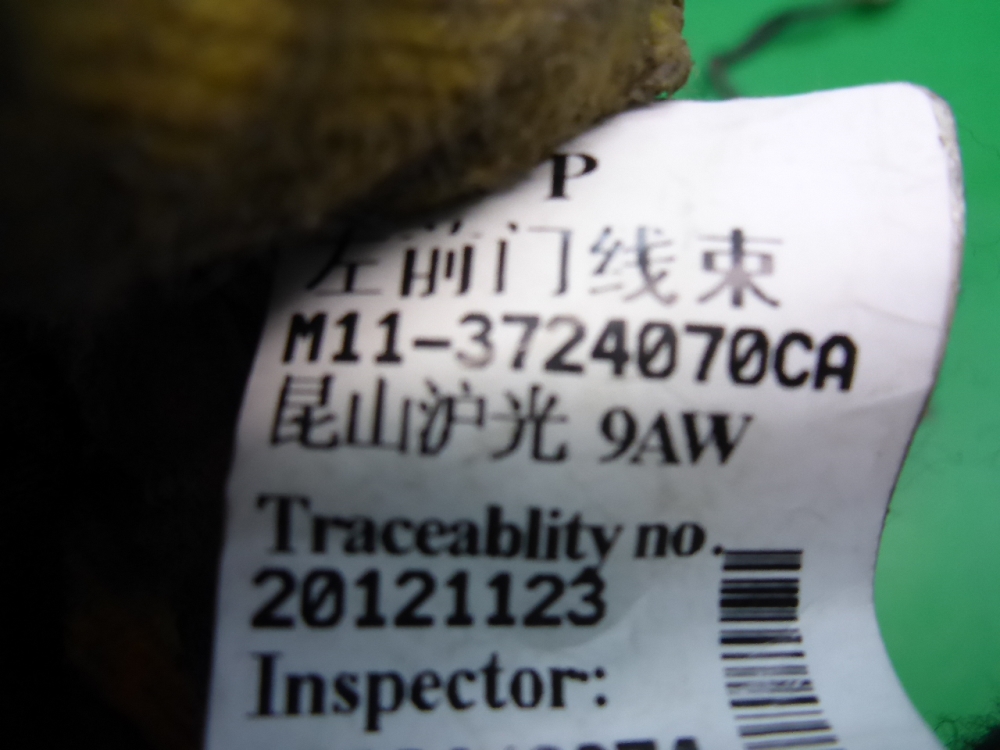 P
左前门线束
M11-3724070CA
昆山沪光 9AW
Traceablity no.
20121123
Inspector: